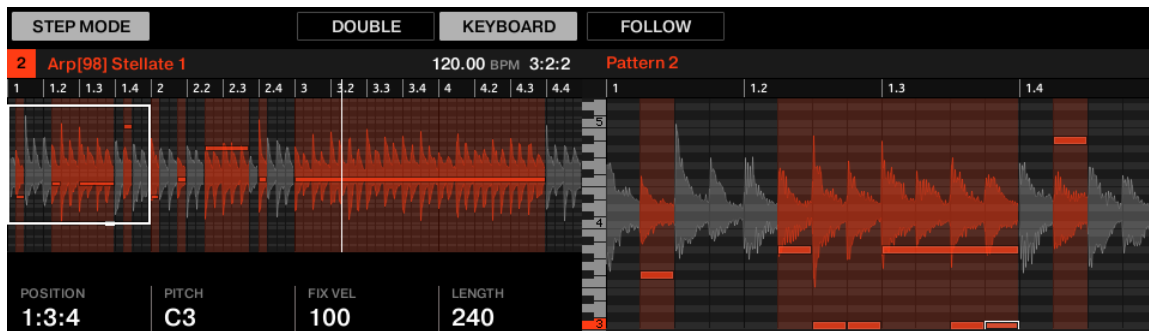 STEP MODE DOUBLE KEYBOARD FOLLOW
2 Arp[98] Stellate 1 120.00 BPM 3:2:2 Pattern 2
1 1.2 1.3 1.4 2 2.2 2.3 2.4 3 3.2 3.3 3.4 4 4.2 4.3 4.4 1 1.2 1.3 1.4
5
4
POSITION PITCH FIX VEL LENGTH
1:3:4 C3 100 240 3